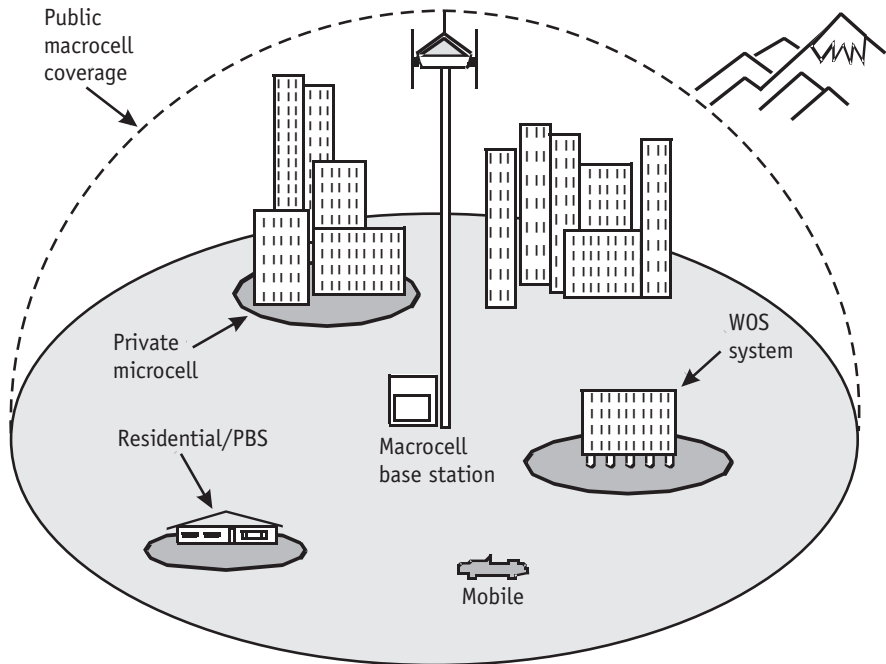 Public
macrocell
coverage
Private
microcell
WOS
system
Residential/PBS
Macrocell
base station
Mobile